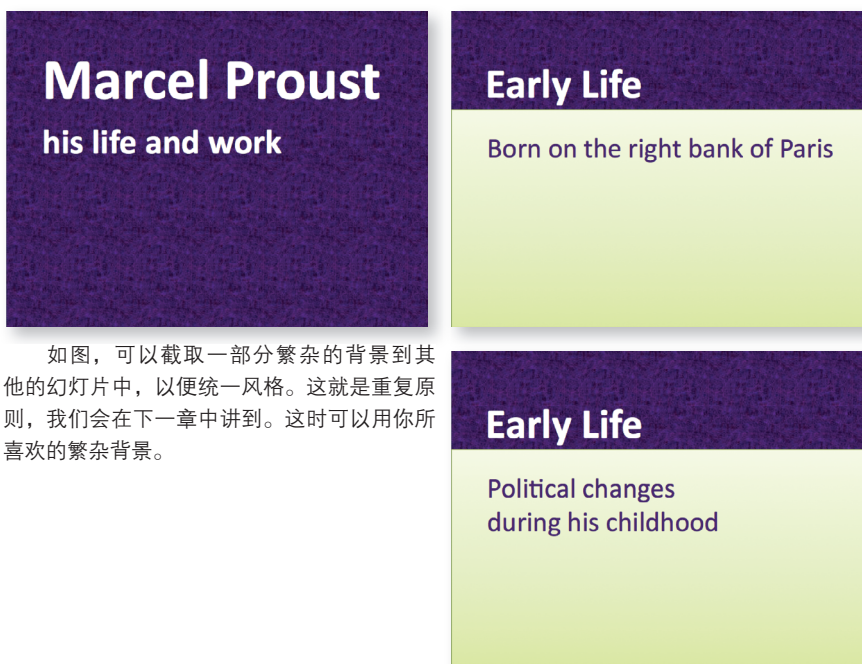 Marcel Proust
his life and work
如图，可以截取一部分繁杂的背景到其
他的幻灯片中，以便统一风格。这就是重复原
则，我们会在下一章中讲到。这时可以用你所
喜欢的繁杂背景。
Early Life
Born on the right bank of Paris
Early Life
Political changes
during his childhood